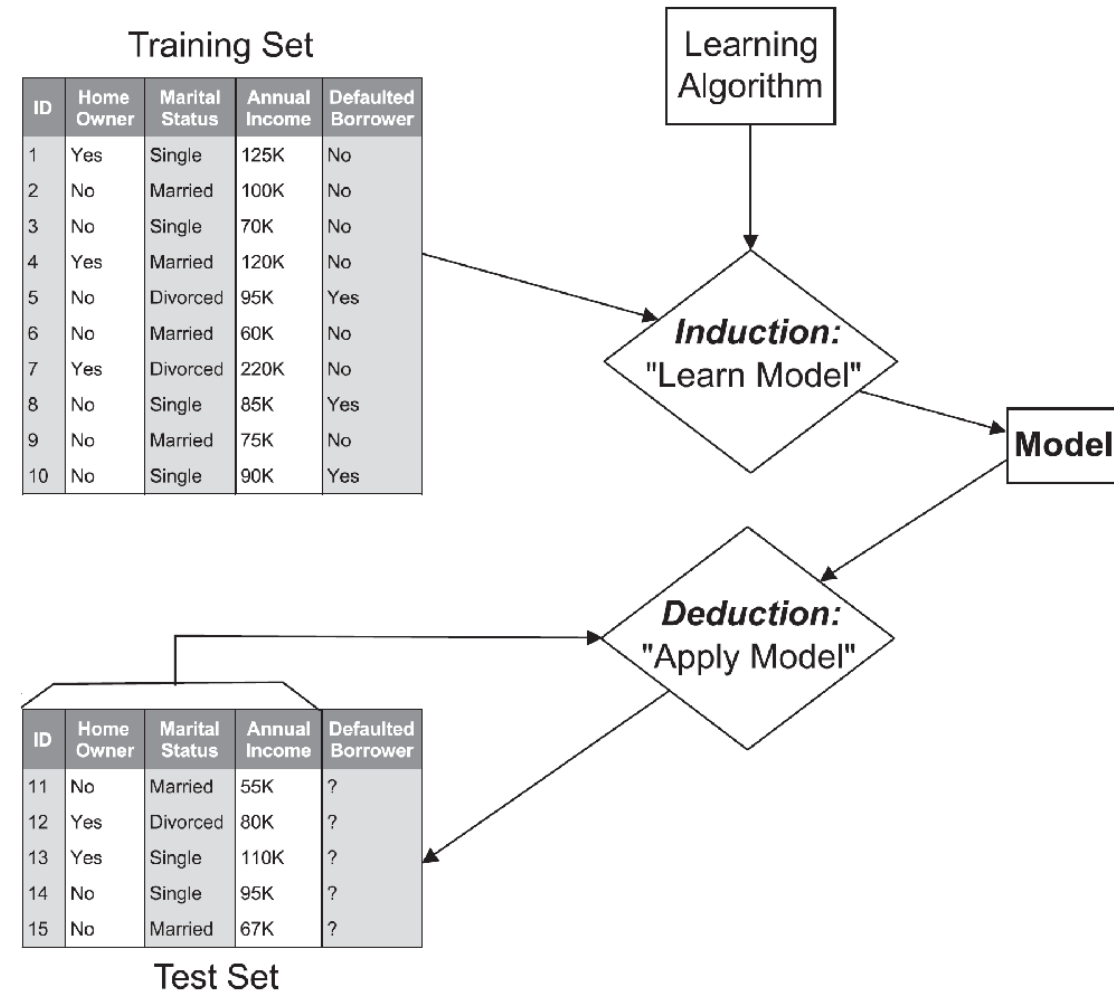 Training Set
ID Home Owner Marital Status Annual Income Defaulted Borrower
1 Yes Single 125K No
2 No Married 100K No
3 No Single 70K No
4 Yes Married 120K No
5 No Divorced 95K Yes
6 No Married 60K No
7 Yes Divorced 220K No
8 No Single 85K Yes
9 No Married 75K No
10 No Single 90K Yes
Learning
Algorithm
Induction:
"Learn Model"
Model
Deduction:
"Apply Model"
ID Home Owner Marital Status Annual Income Defaulted Borrower
11 No Married 55K ?
12 Yes Divorced 80K ?
13 Yes Single 110K ?
14 No Single 95K ?
15 No Married 67K ?
Test Set